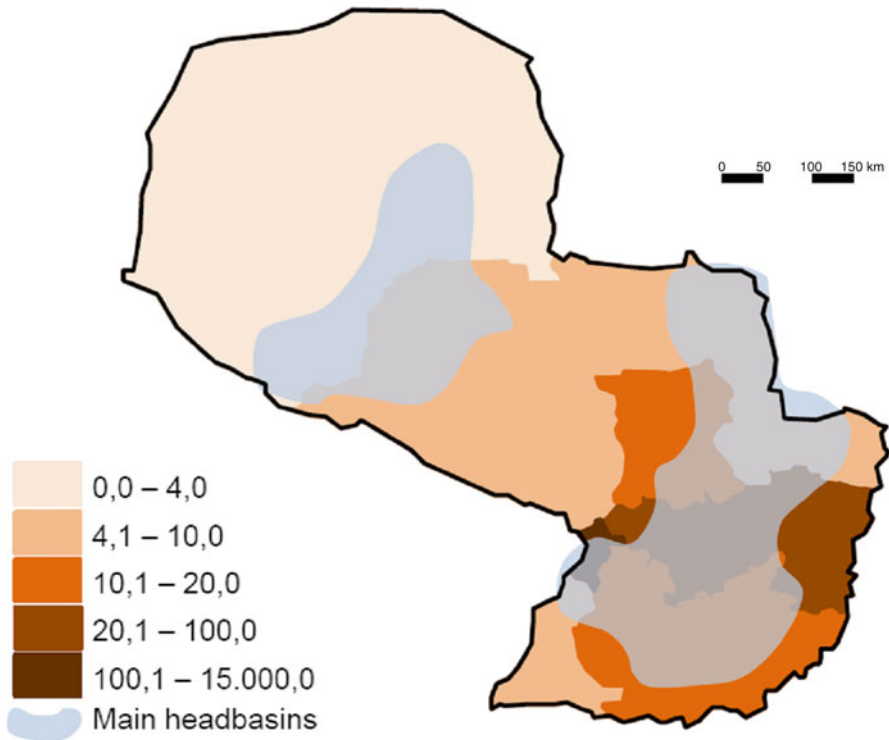 0 50 100 150 km
0,0 – 4,0
4,1 – 10,0
10,1 – 20,0
20,1 – 100,0
100,1 – 15.000,0
Main headbasins